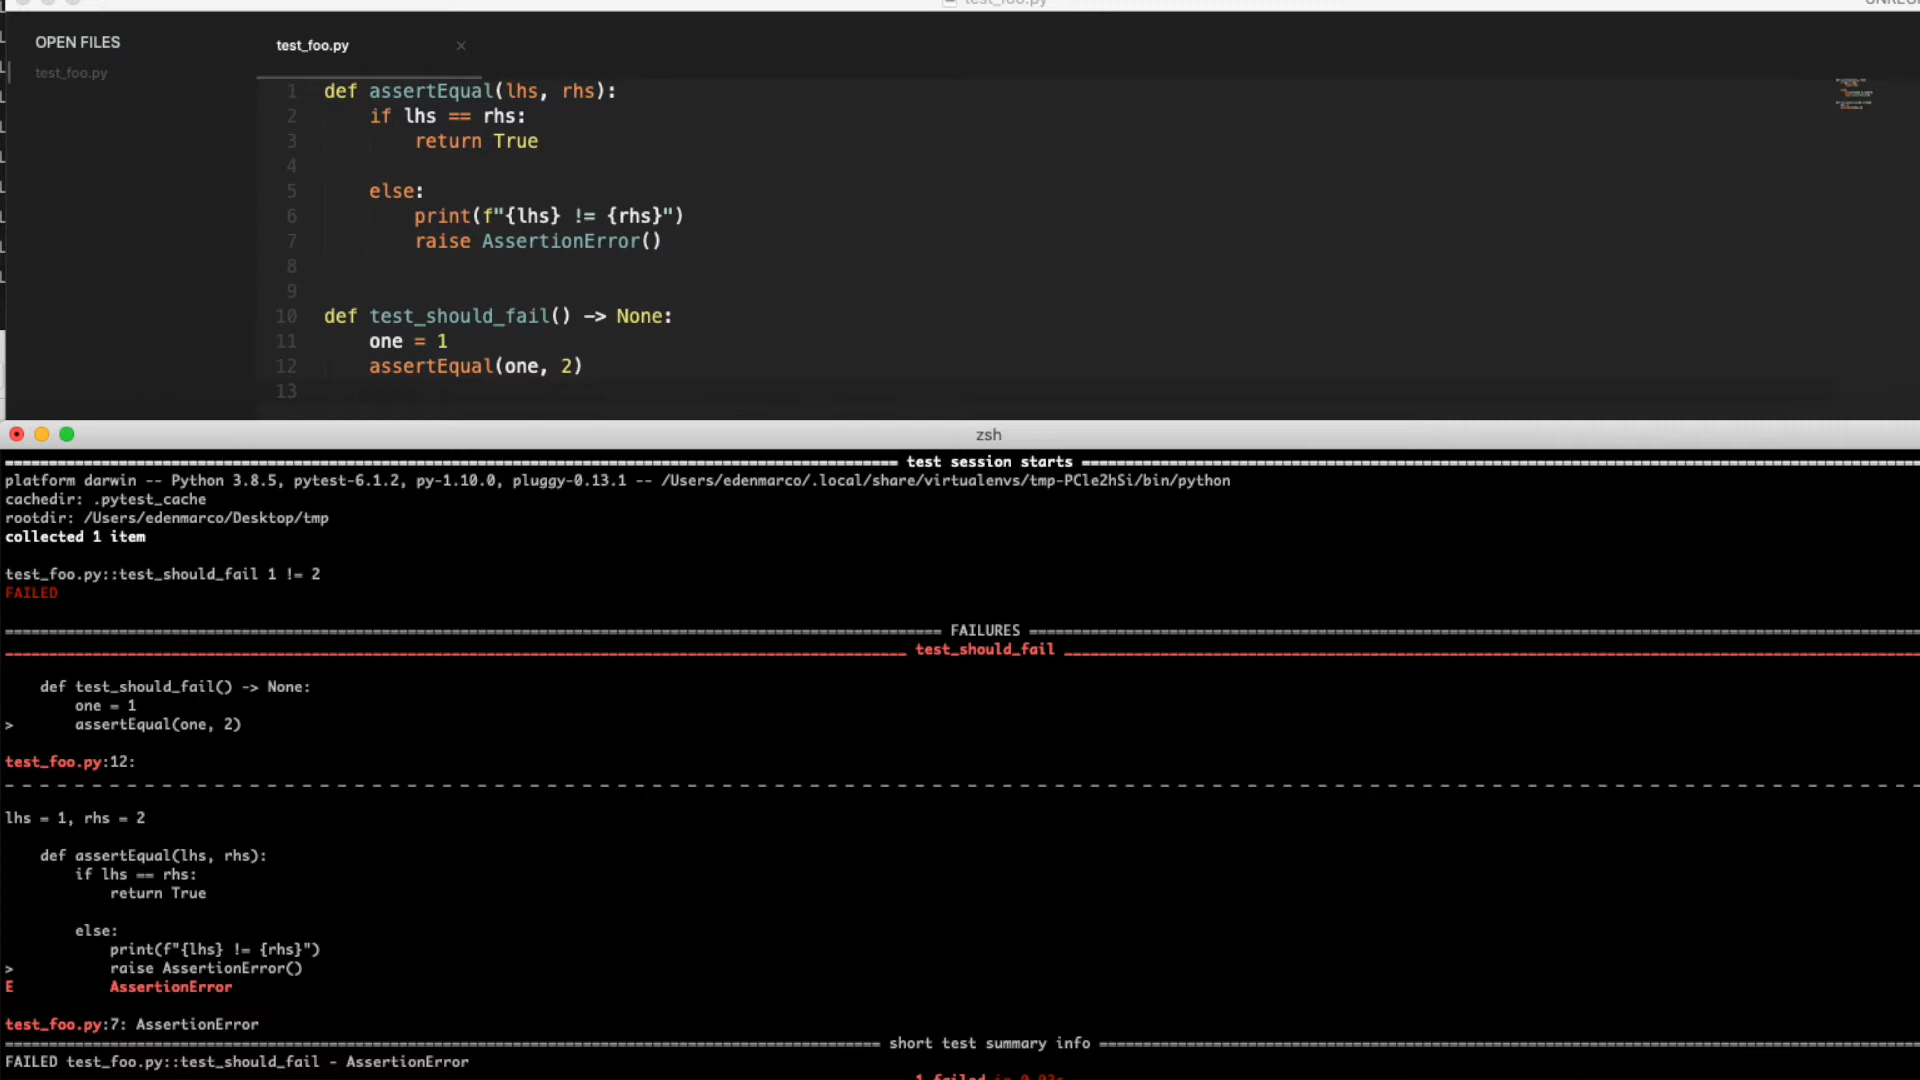 test_foo.py
OPEN FILES
test_foo.py
test_foo.py
1 def assertEqual(lhs, rhs):
2     if lhs == rhs:
3         return True
4
5     else:
6         print(f"{lhs} != {rhs}")
7         raise AssertionError()
8
9
10 def test_should_fail() -> None:
11     one = 1
12     assertEqual(one, 2)
13
zsh
test session starts
platform darwin -- Python 3.8.5, pytest-6.1.2, py-1.10.0, pluggy-0.13.1 -- /Users/edenmarco/.local/share/virtualenvs/tmp-PCle2hSi/bin/python
cachedir: .pytest_cache
rootdir: /Users/edenmarco/Desktop/tmp
collected 1 item
test_foo.py::test_should_fail 1 != 2
FAILED
FAILURES
test_should_fail
    def test_should_fail() -> None:
        one = 1
>       assertEqual(one, 2)
test_foo.py:12:
lhs = 1, rhs = 2
    def assertEqual(lhs, rhs):
        if lhs == rhs:
            return True
        else:
            print(f"{lhs} != {rhs}")
>           raise AssertionError()
E           AssertionError
test_foo.py:7: AssertionError
short test summary info
FAILED test_foo.py::test_should_fail - AssertionError
1 failed in